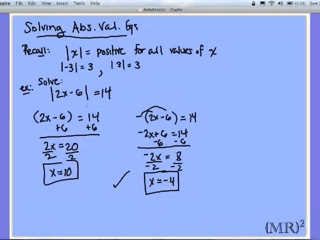 Solving Abs. Val. Eqs
Recall: |x| = positive for all values of x
|-3| = 3 , |3| = 3
ex: Solve:
|2x-6| = 14
(2x-6) = 14
+6 +6
2x = 20
2 2
x = 10
-(2x-6) = 14
-2x+6 = 14
-6 -6
-2x = 8
-2 -2
x = -4
✓
(MR)²